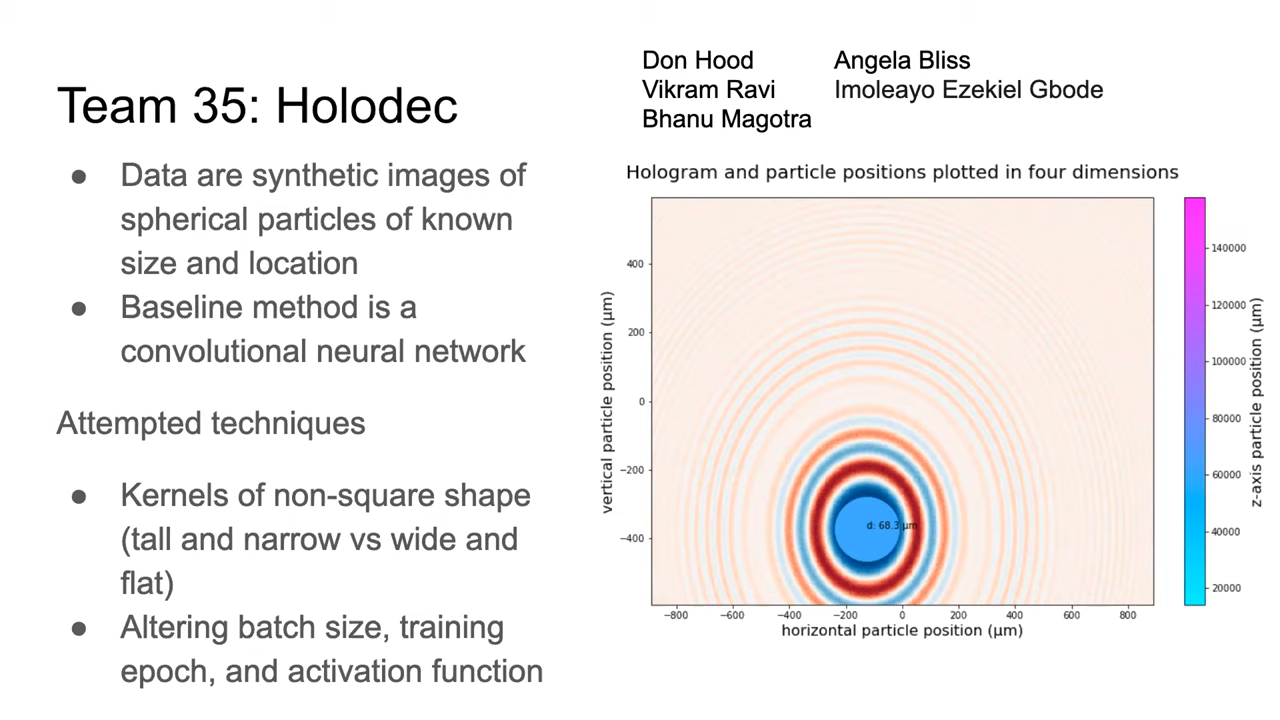 Don Hood Angela Bliss
Vikram Ravi Imoleayo Ezekiel Gbode
Bhanu Magotra
Team 35: Holodec
● Data are synthetic images of
spherical particles of known
size and location
● Baseline method is a
convolutional neural network
Attempted techniques
● Kernels of non-square shape
(tall and narrow vs wide and
flat)
● Altering batch size, training
epoch, and activation function
Hologram and particle positions plotted in four dimensions
vertical particle position (μm)
400
200
0
−200
−400
d: 68.3 μm
−800 −600 −400 −200 0 200 400 600 800
horizontal particle position (μm)
140000
120000
100000
80000
60000
40000
20000
z-axis particle position (μm)